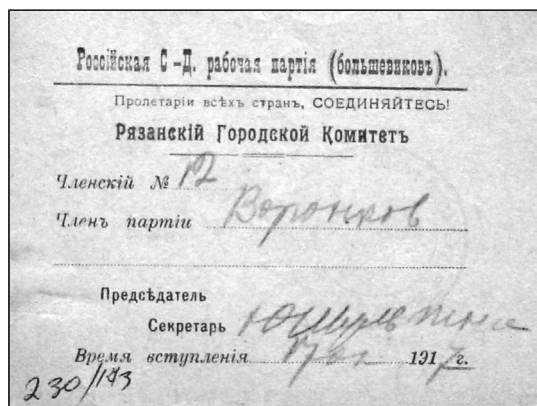 Россійская С-Д. рабочая партія (большевиковъ).
Пролетаріи всѣхъ странъ, СОЕДИНЯЙТЕСЬ!
Рязанскій Городской Комитетъ
Членскій № 12
Членъ партіи Воронков
Предсѣдатель
Секретарь
Время вступленія 1917 г.
230/173